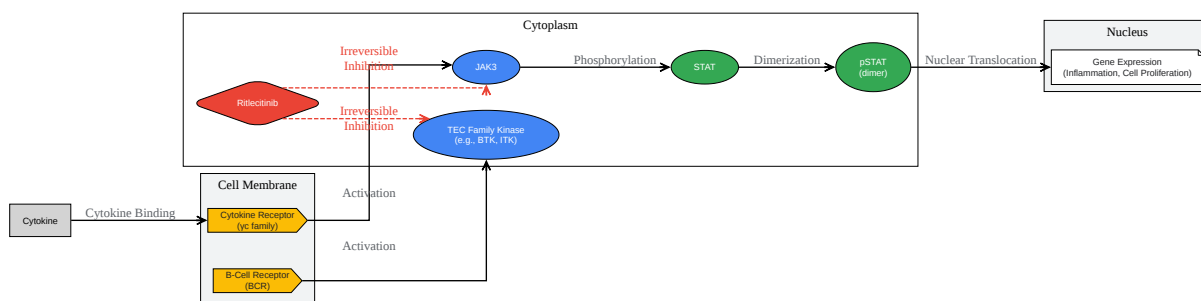 Cytoplasm
Nucleus
Irreversible
Inhibition
JAK3
Phosphorylation
STAT
Dimerization
pSTAT
(dimer)
Nuclear Translocation
Gene Expression
(Inflammation, Cell Proliferation)
Ritlecitinib
Irreversible
Inhibition
TEC Family Kinase
(e.g., BTK, ITK)
Cell Membrane
Activation
Cytokine
Cytokine Binding
Cytokine Receptor
(yc family)
Activation
B-Cell Receptor
(BCR)